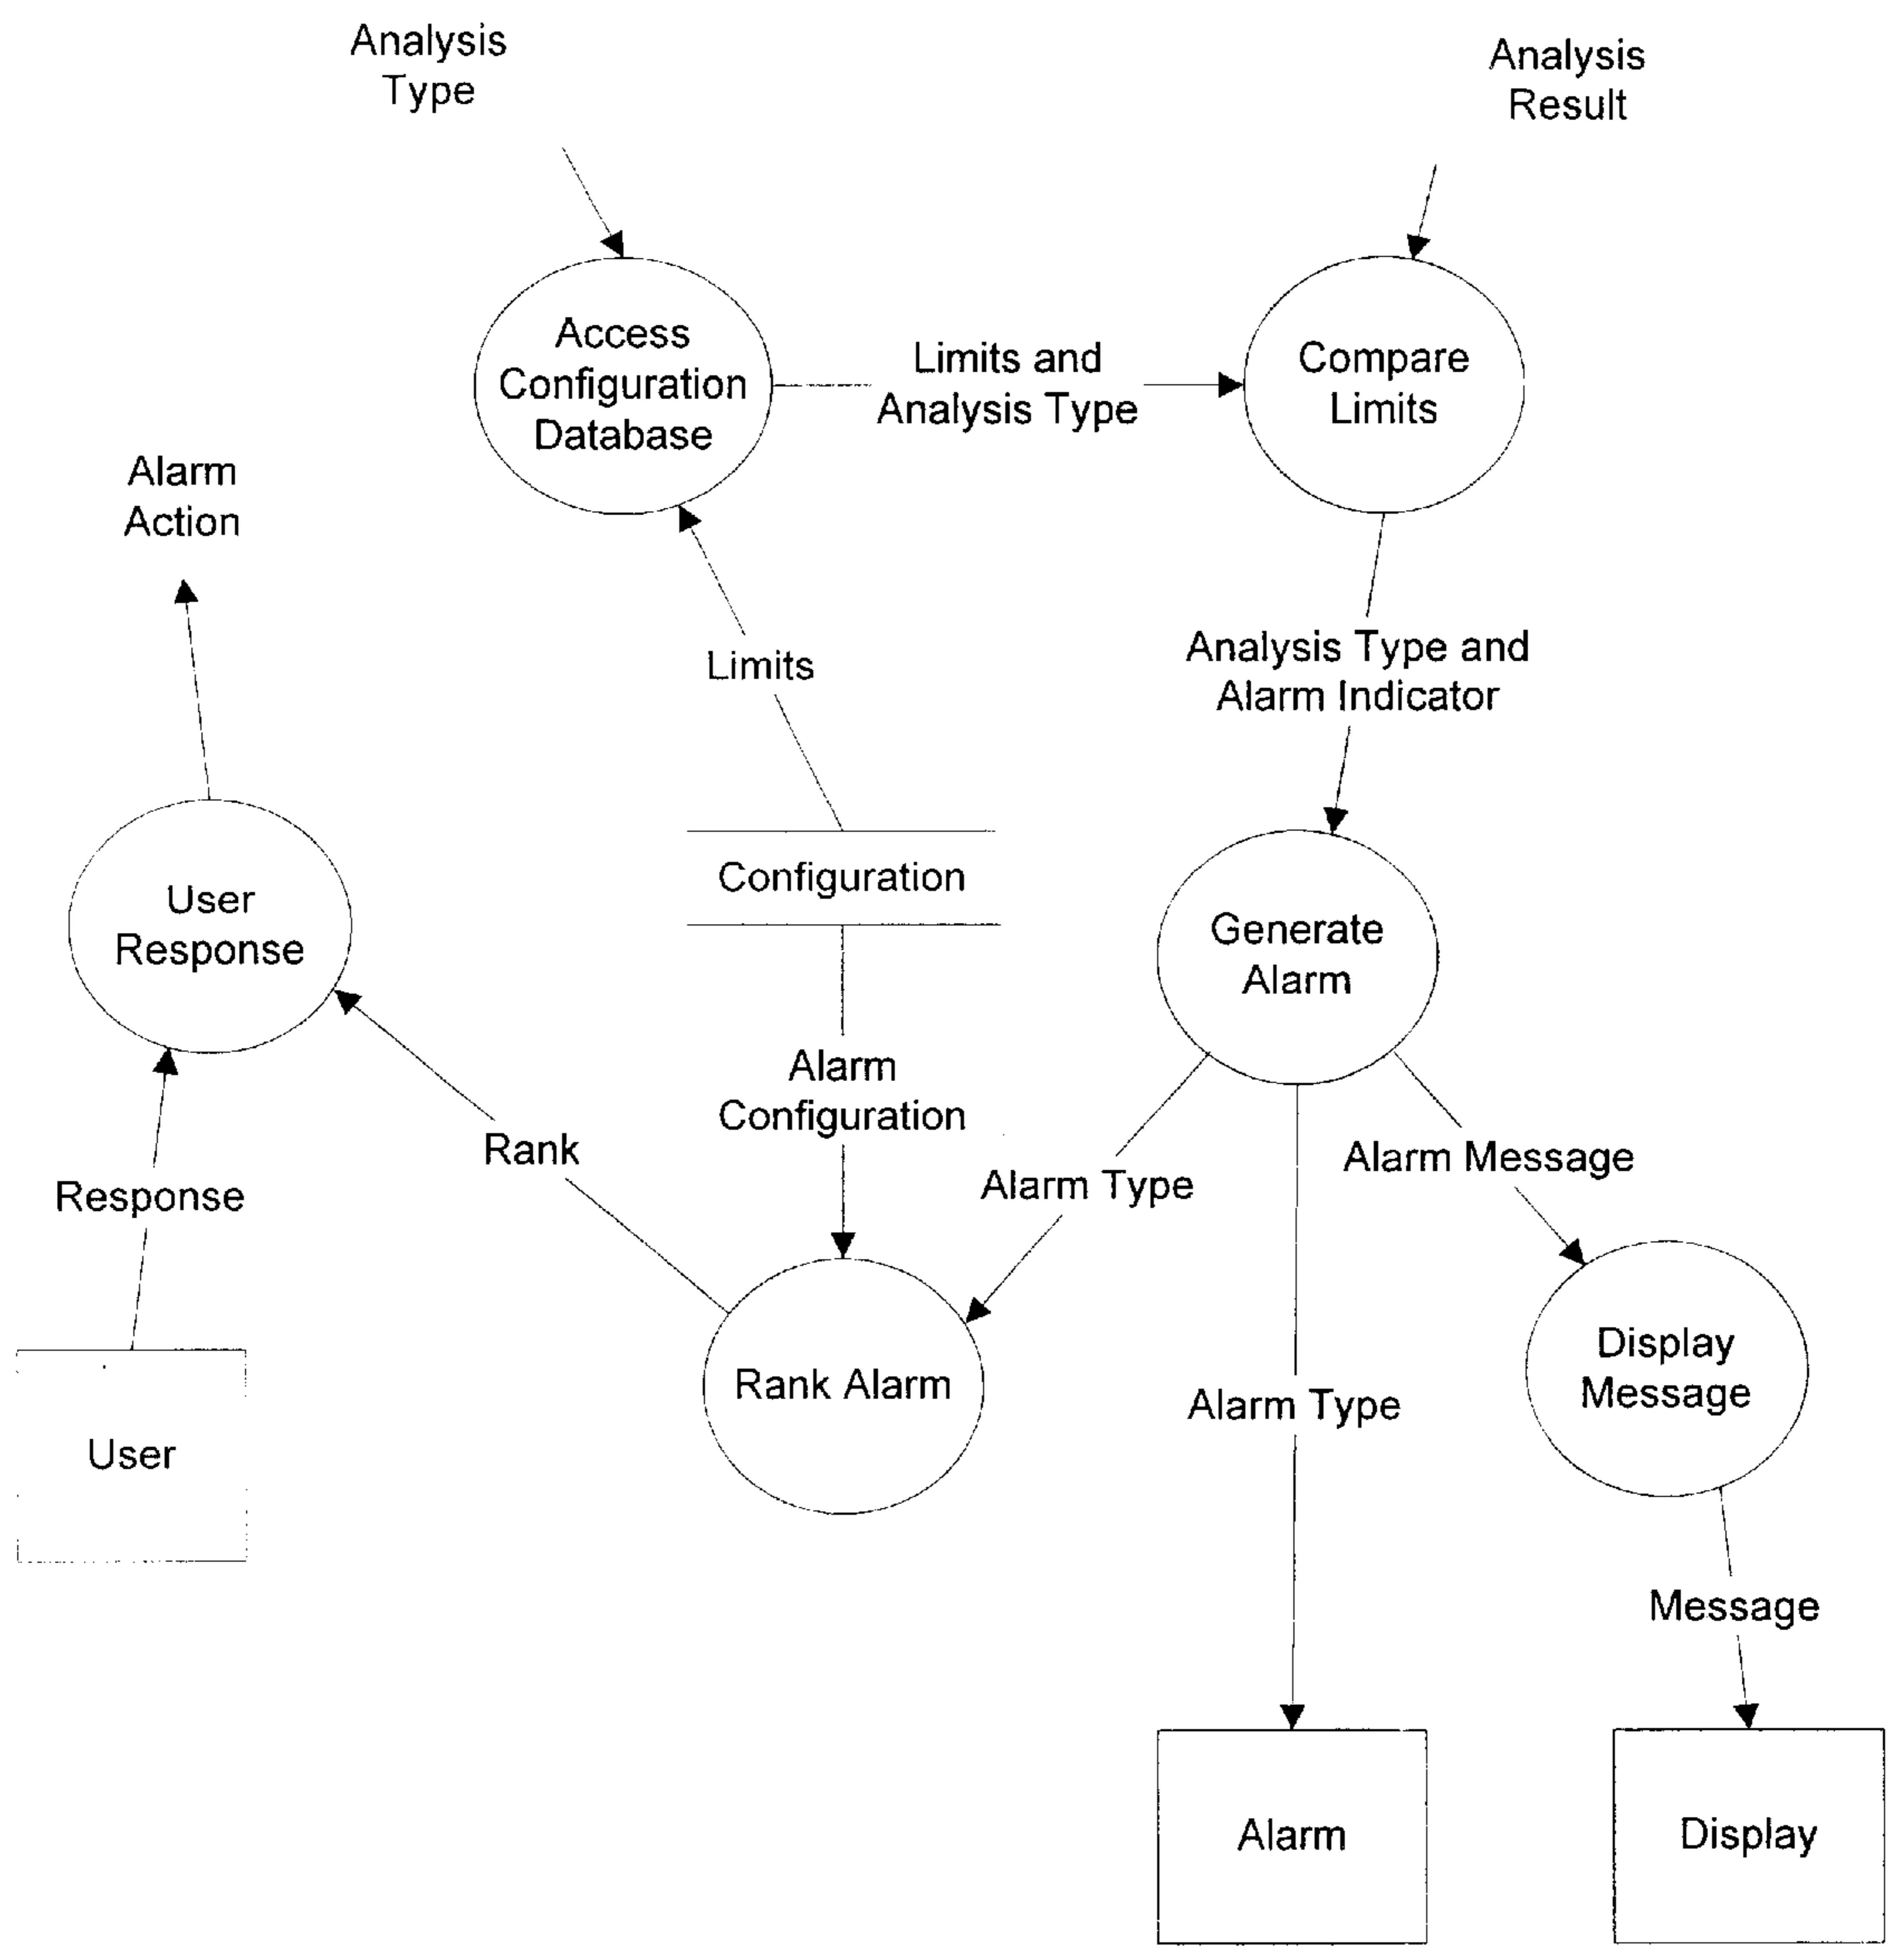 Analysis
Type
Analysis
Result
Access
Configuration
Database
Limits and
Analysis Type
Compare
Limits
Alarm
Action
Limits
Analysis Type and
Alarm Indicator
Configuration
User
Response
Generate
Alarm
Alarm
Configuration
Rank
Alarm Type
Alarm Message
Response
Rank Alarm
Alarm Type
Display
Message
User
Message
Alarm
Display